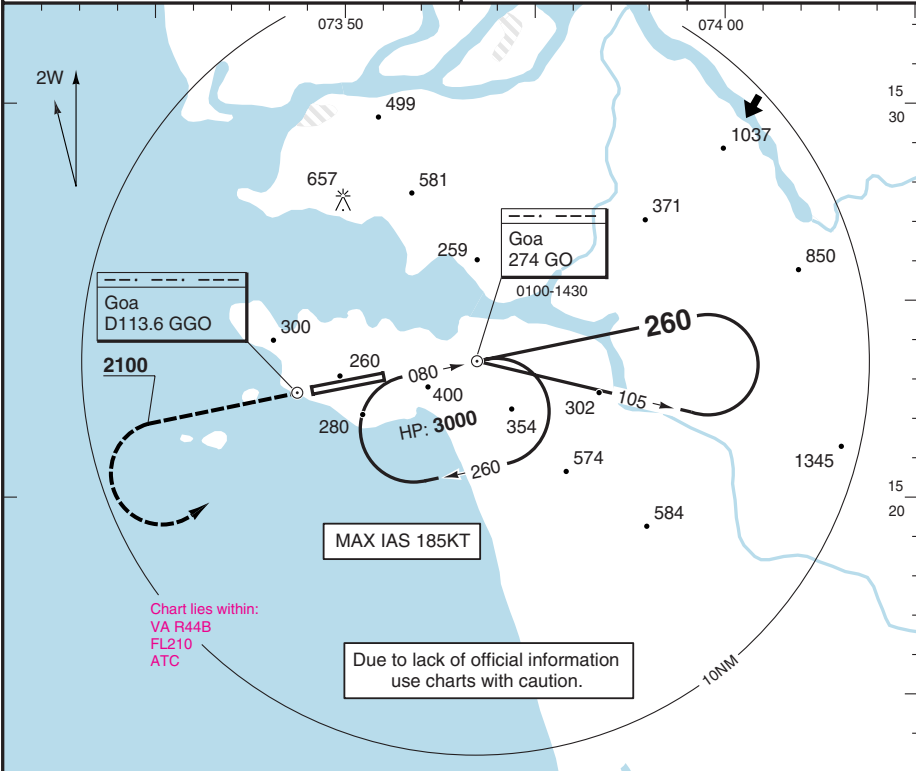 073 50
074 00
2W
15
30
499
1037
657
581
371
259
Goa
274 GO
0100-1430
850
Goa
D113.6 GGO
300
260
2100
260
080
400
302
105
280
HP: 3000
354
260
574
1345
584
15
20
MAX IAS 185KT
Chart lies within:
VA R44B
FL210
ATC
Due to lack of official information
use charts with caution.
10NM